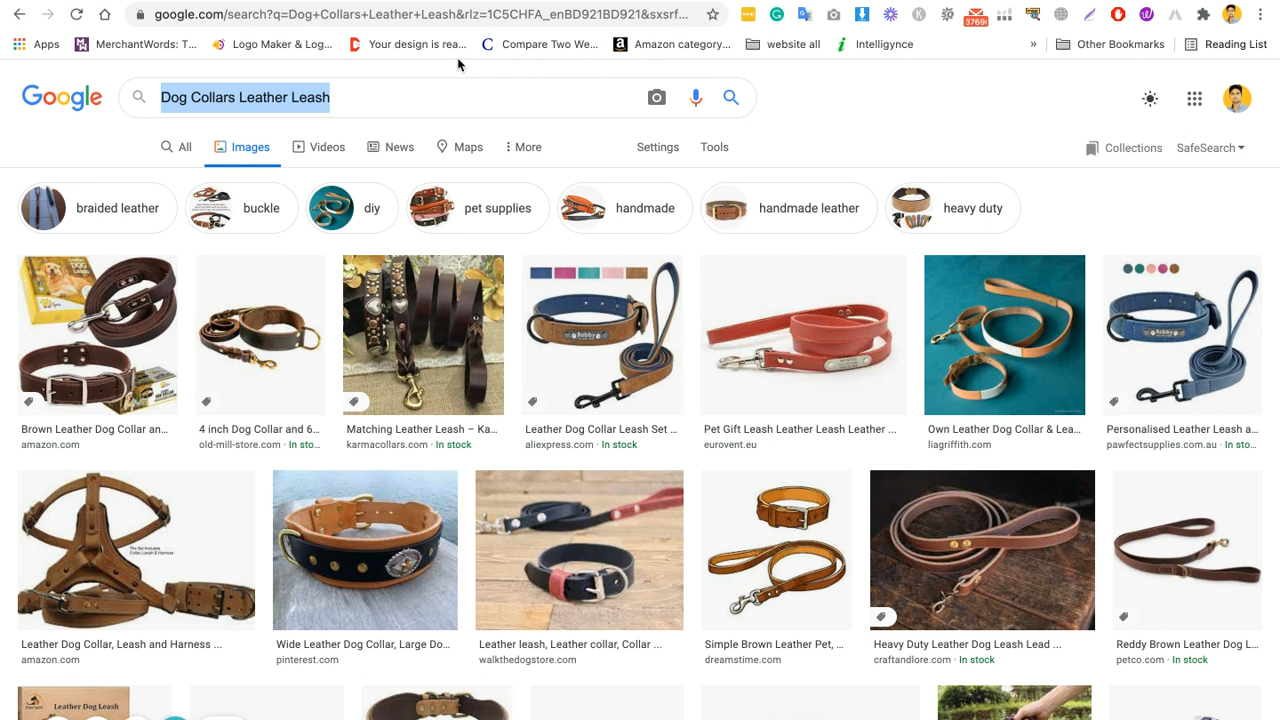 google.com/search?q=Dog+Collars+Leather+Leash&rlz=1C5CHFA_enBD921BD921&sxsrf...
3769
Apps
MerchantWords: T...
Logo Maker & Log...
Your design is rea...
Compare Two We...
Amazon category...
website all
Intelligynce
»
Other Bookmarks
Reading List
Google
Dog Collars Leather Leash
All
Images
Videos
News
Maps
More
Settings
Tools
Collections
SafeSearch
braided leather
buckle
diy
pet supplies
handmade
handmade leather
heavy duty
Bobby
Bobby
Brown Leather Dog Collar an...
amazon.com
4 inch Dog Collar and 6...
old-mill-store.com · In sto...
Matching Leather Leash – Ka...
karmacollars.com · In stock
Leather Dog Collar Leash Set ...
aliexpress.com · In stock
Pet Gift Leash Leather Leash Leather ...
eurovent.eu
Own Leather Dog Collar & Lea...
liagriffith.com
Personalised Leather Leash a...
pawfectsupplies.com.au · In sto...
The Set Includes
Collar, Leash & Harness
Leather Dog Collar, Leash and Harness ...
amazon.com
Wide Leather Dog Collar, Large Do...
pinterest.com
Leather leash, Leather collar, Collar ...
walkthedogstore.com
Simple Brown Leather Pet, ...
dreamstime.com
Heavy Duty Leather Dog Leash Lead ...
craftandlore.com · In stock
Reddy Brown Leather Dog L...
petco.com · In stock
Leather Dog Leash